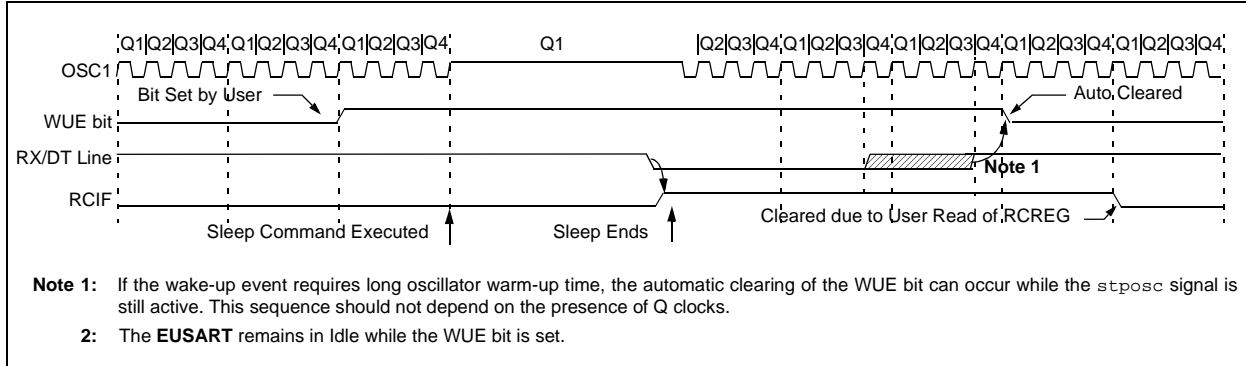 Q1 Q2 Q3 Q4 Q1 Q2 Q3 Q4 Q1 Q2 Q3 Q4 Q1 Q2 Q3 Q4 Q1 Q2 Q3 Q4 Q1 Q2 Q3 Q4 Q1 Q2 Q3 Q4 Q1 Q2 Q3 Q4
OSC1
Bit Set by User
Auto Cleared
WUE bit
RX/DT Line
Note 1
RCIF
Cleared due to User Read of RCREG
Sleep Command Executed
Sleep Ends
Note 1: If the wake-up event requires long oscillator warm-up time, the automatic clearing of the WUE bit can occur while the stposc signal is
still active. This sequence should not depend on the presence of Q clocks.
2: The EUSART remains in Idle while the WUE bit is set.